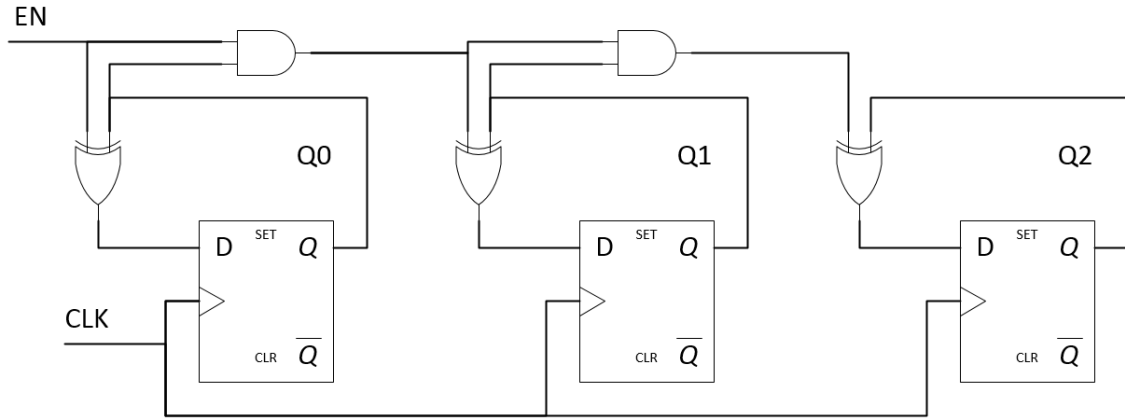 EN
Q0
Q1
Q2
D SET Q
D SET Q
D SET Q
CLK
CLR Q̅
CLR Q̅
CLR Q̅